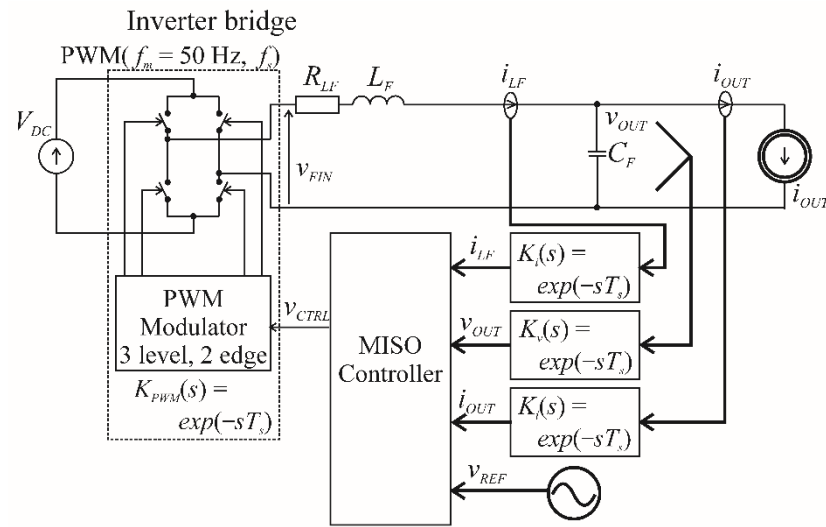 Inverter bridge
PWM(f_m = 50 Hz, f_s)
R_LF
L_F
i_LF
i_OUT
V_DC
v_FIN
v_OUT
C_F
i_OUT
PWM
Modulator
3 level, 2 edge
K_PWM(s) =
exp(−sT_s)
v_CTRL
MISO
Controller
i_LF
K_i(s) =
exp(−sT_s)
v_OUT
K_v(s) =
exp(−sT_s)
i_OUT
K_i(s) =
exp(−sT_s)
v_REF